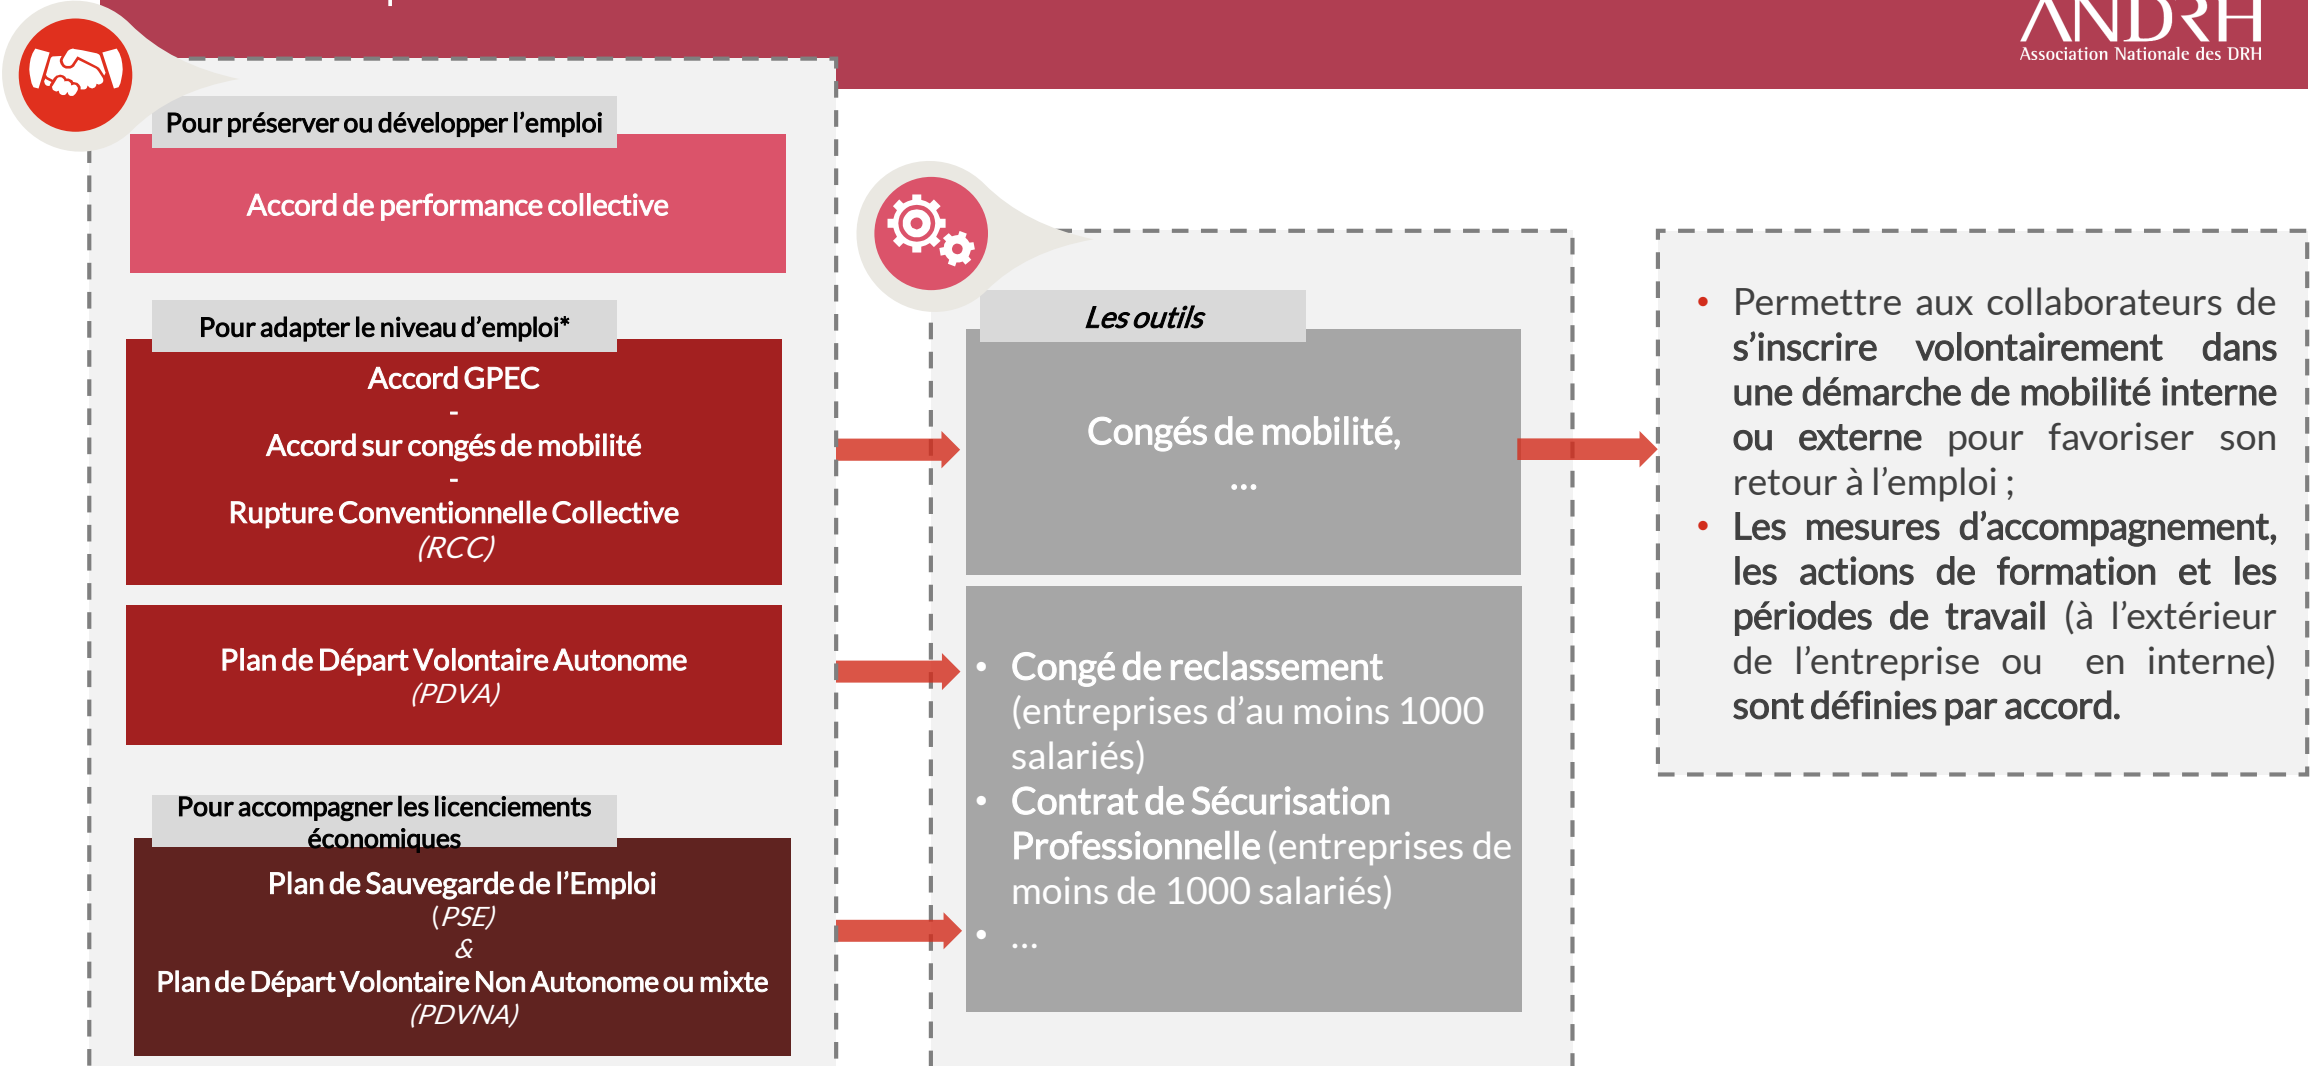 ANDRH
Association Nationale des DRH
Pour préserver ou développer l’emploi
Accord de performance collective
Pour adapter le niveau d’emploi*
Accord GPEC
-
Accord sur congés de mobilité
-
Rupture Conventionnelle Collective
(RCC)
Plan de Départ Volontaire Autonome
(PDVA)
Pour accompagner les licenciements
économiques
Plan de Sauvegarde de l’Emploi
(PSE)
&
Plan de Départ Volontaire Non Autonome ou mixte
(PDVNA)
Les outils
Congés de mobilité,
...
• Congé de reclassement
(entreprises d’au moins 1000
salariés)
• Contrat de Sécurisation
Professionnelle (entreprises de
moins de 1000 salariés)
• ...
• Permettre aux collaborateurs de
s’inscrire volontairement dans
une démarche de mobilité interne
ou externe pour favoriser son
retour à l’emploi ;
• Les mesures d’accompagnement,
les actions de formation et les
périodes de travail (à l’extérieur
de l’entreprise ou en interne)
sont définies par accord.